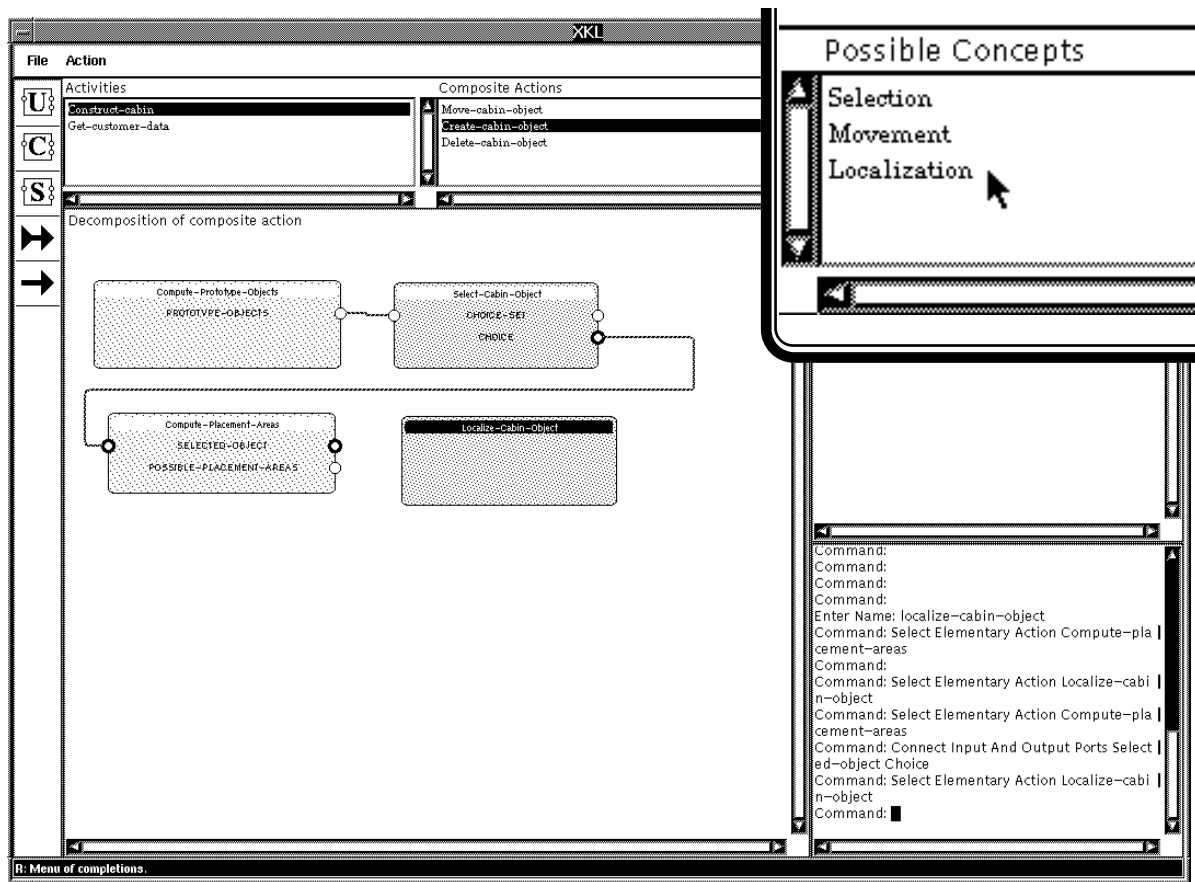 XKL
File Action
Activities
Construct-cabin
Get-customer-data
Composite Actions
Move-cabin-object
Create-cabin-object
Delete-cabin-object
Possible Concepts
Selection
Movement
Localization
U
C
S
Decomposition of composite action
Compute-Prototype-Objects
PROTOTYPE-OBJECTS
Select-Cabin-Object
CHOICE-SET
CHOICE
Compute-Placement-Areas
SELECTED-OBJECT
POSSIBLE-PLACEMENT-AREAS
Localize-Cabin-Object
Command:
Command:
Command:
Command:
Enter Name: localize-cabin-object
Command: Select Elementary Action Compute-pla
cement-areas
Command:
Command: Select Elementary Action Localize-cabi
n-object
Command: Select Elementary Action Compute-pla
cement-areas
Command: Connect Input And Output Ports Select
ed-object Choice
Command: Select Elementary Action Localize-cabi
n-object
Command:
R: Menu of completions.